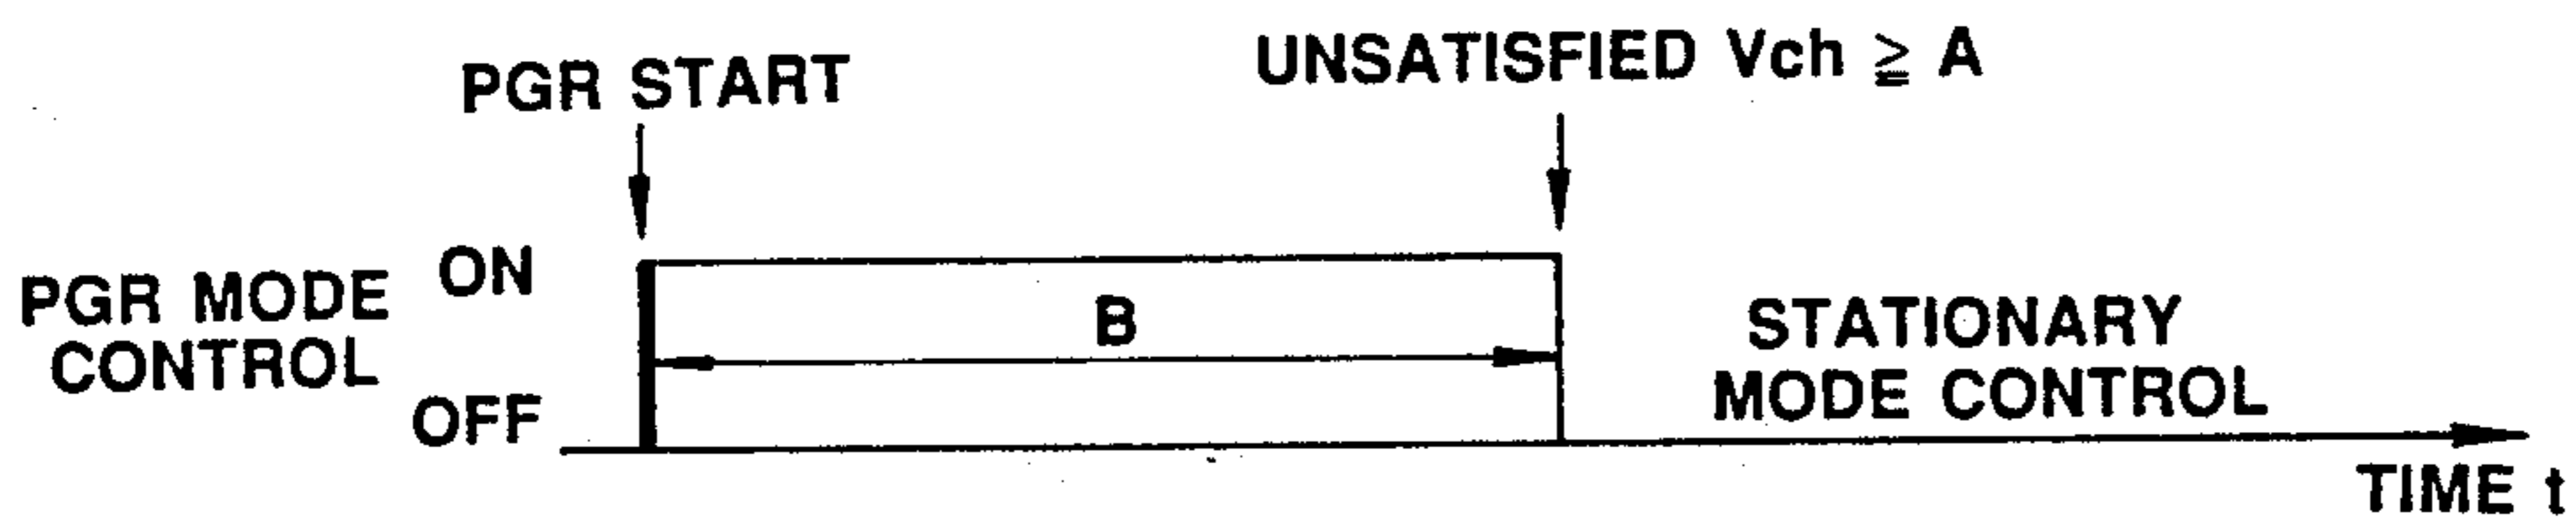 PGR START
UNSATISFIED Vch ≧ A
PGR MODE
CONTROL
ON
OFF
B
STATIONARY
MODE CONTROL
TIME t